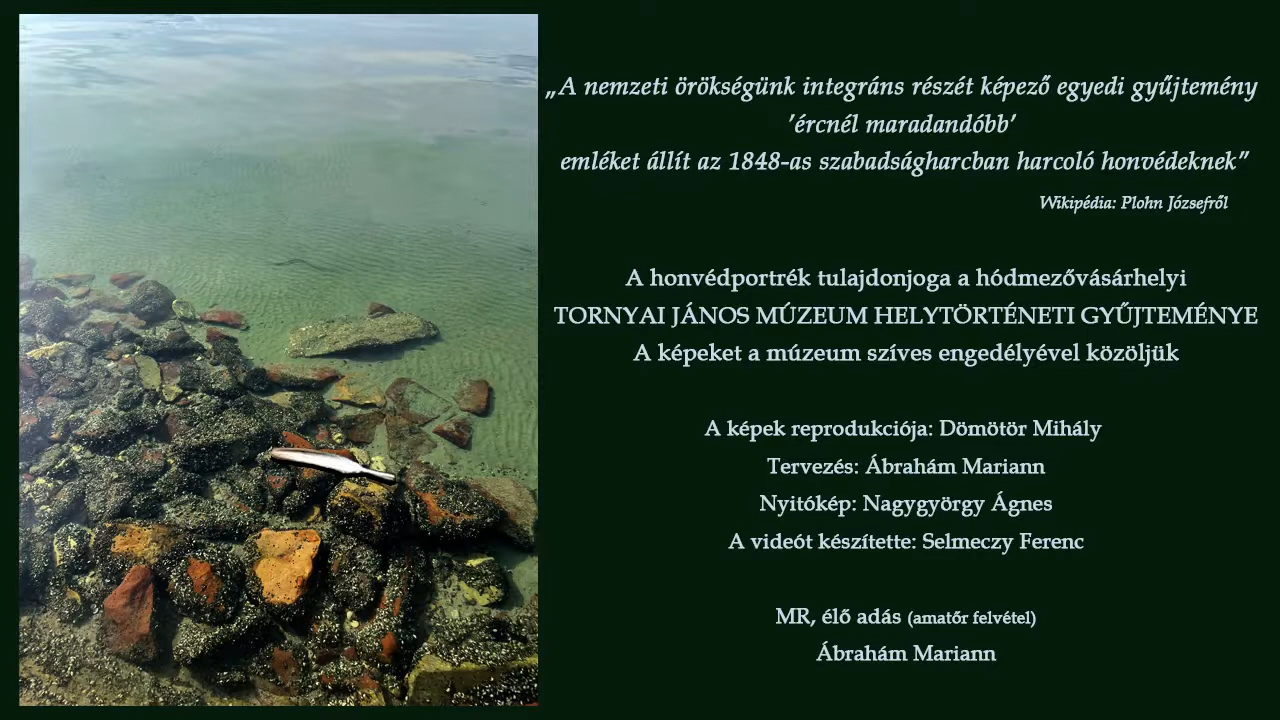 „A nemzeti örökségünk integráns részét képező egyedi gyűjtemény
’ércnél maradandóbb’
emléket állít az 1848-as szabadságharcban harcoló honvédeknek”
Wikipédia: Plohn Józsefről
A honvédportrék tulajdonjoga a hódmezővásárhelyi
TORNYAI JÁNOS MÚZEUM HELYTÖRTÉNETI GYŰJTEMÉNYE
A képeket a múzeum szíves engedélyével közöljük
A képek reprodukciója: Dömötör Mihály
Tervezés: Ábrahám Mariann
Nyitókép: Nagygyörgy Ágnes
A videót készítette: Selmeczy Ferenc
MR, élő adás (amatőr felvétel)
Ábrahám Mariann